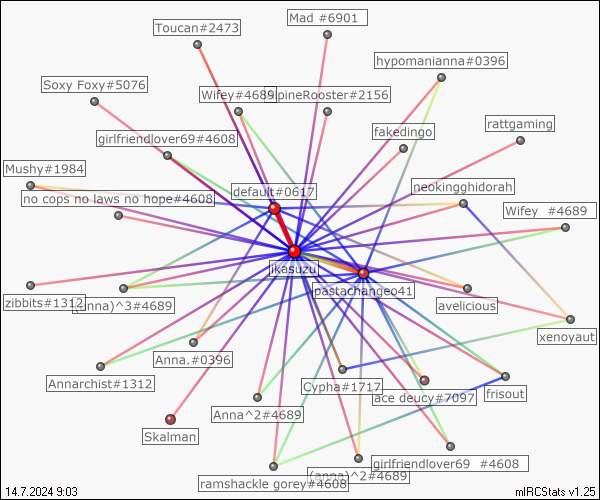 Mad #6901
Toucan#2473
hypomanianna#0396
Soxy Foxy#5076
Wifey#4689
pineRooster#2156
fakedingo
rattgaming
girlfriendlover69#4608
Mushy#1984
default#0617
neokingghidorah
no cops no laws no hope#4608
Wifey #4689
ikasuzu
pastachangeo41
zibbits#1312
nna)^3#4689
avelicious
xenoyaut
Anna.#0396
Annarchist#1312
Cypha#1717
ace deucy#7097
frisout
Anna^2#4689
Skalman
girlfriendlover69 #4608
(anna)^2#4689
ramshackle gorey#4608
14.7.2024 9:03
mIRCStats v1.25